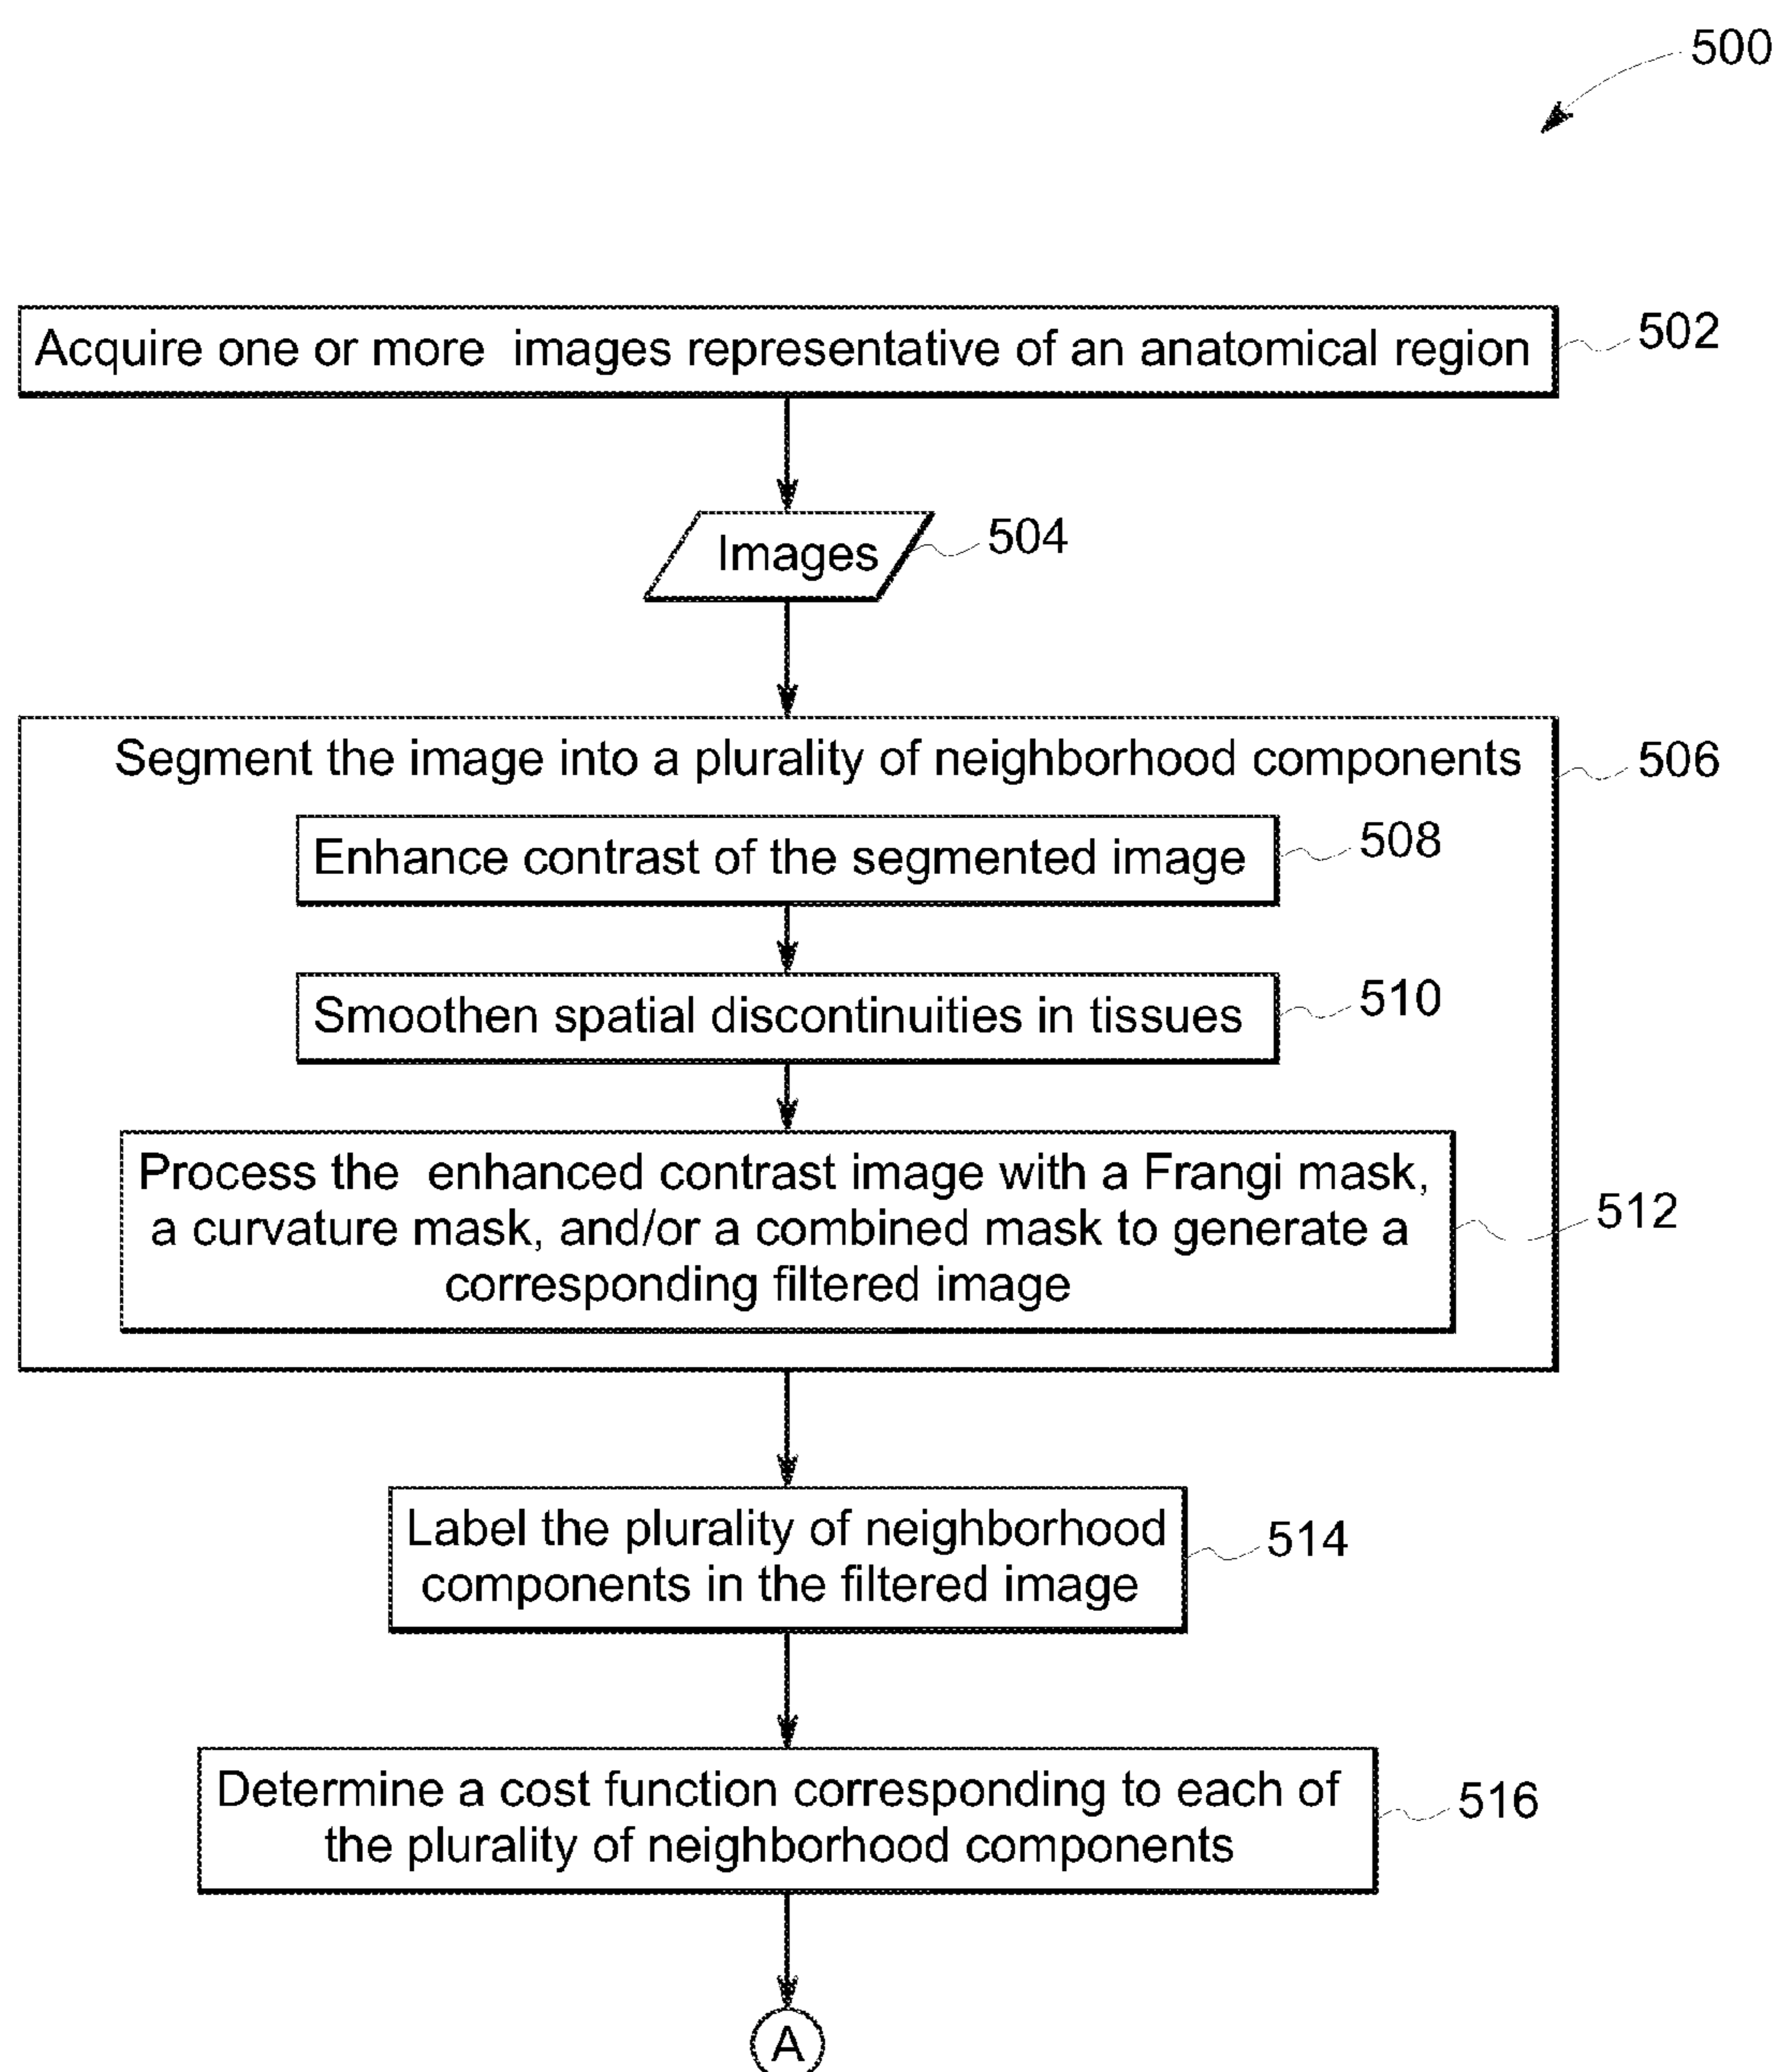 500
Acquire one or more images representative of an anatomical region
502
Images
504
Segment the image into a plurality of neighborhood components
506
Enhance contrast of the segmented image
508
Smoothen spatial discontinuities in tissues
510
Process the enhanced contrast image with a Frangi mask,
a curvature mask, and/or a combined mask to generate a
corresponding filtered image
512
Label the plurality of neighborhood
components in the filtered image
514
Determine a cost function corresponding to each of
the plurality of neighborhood components
516
A